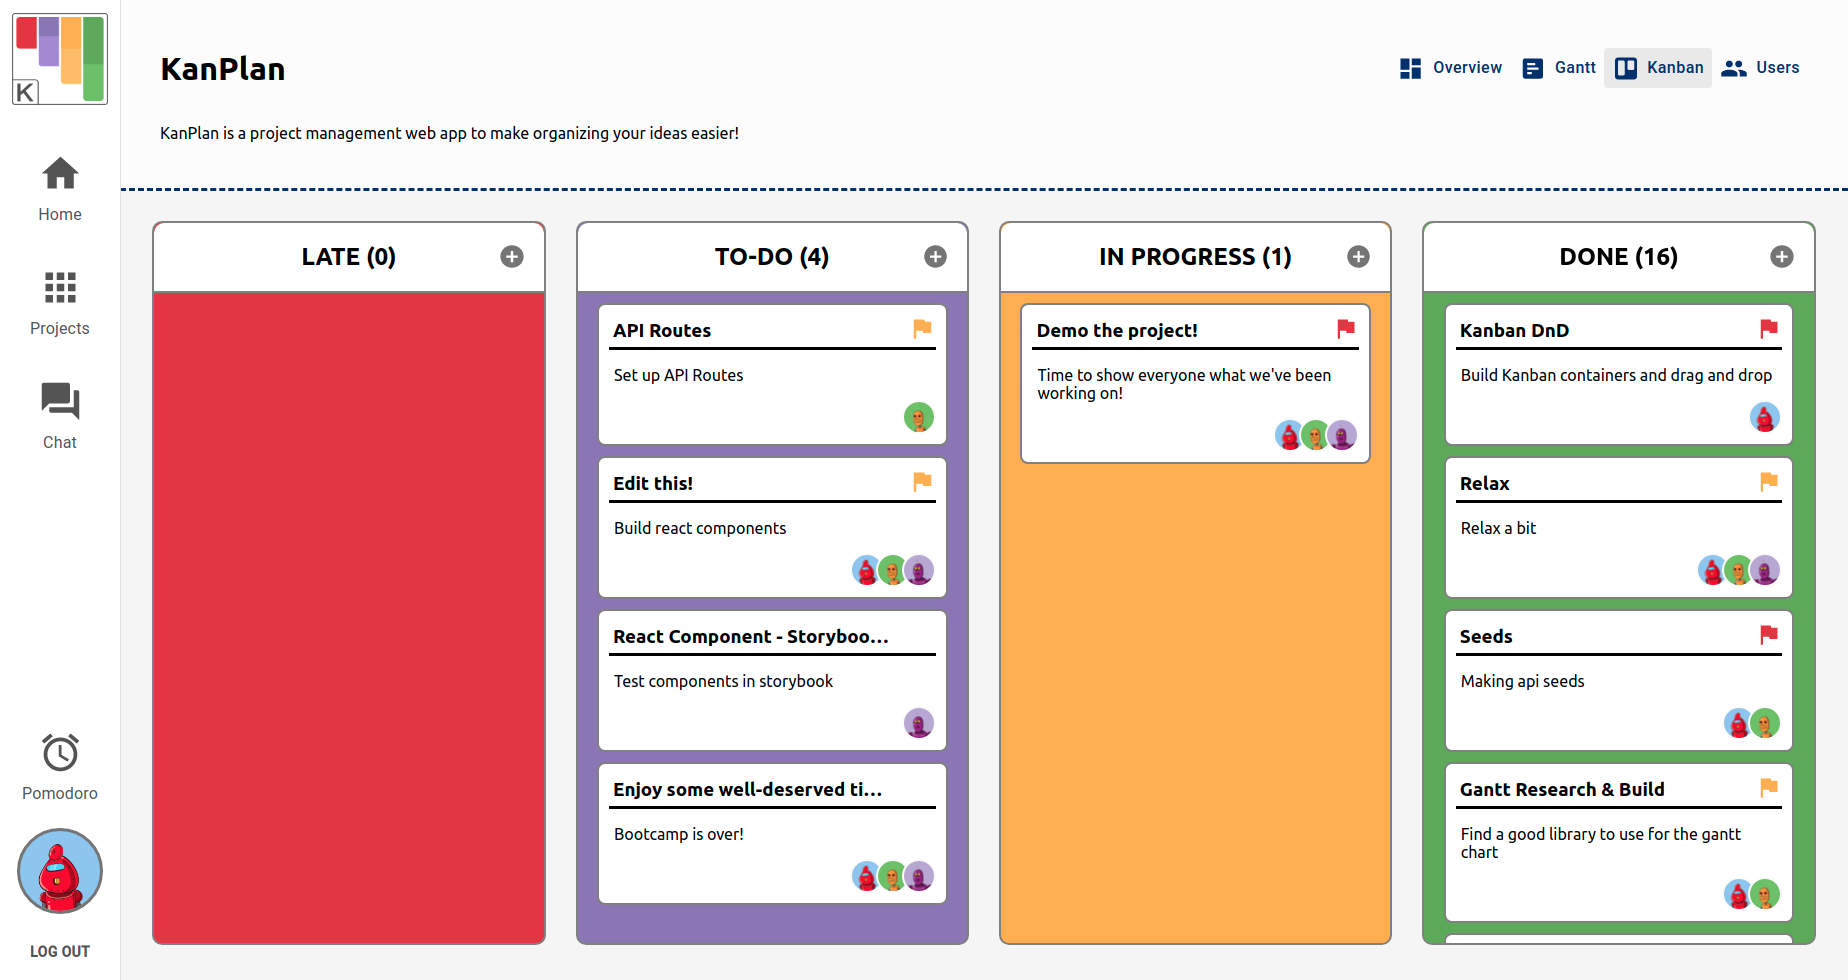 K
KanPlan
Overview
Gantt
Kanban
Users
KanPlan is a project management web app to make organizing your ideas easier!
Home
Projects
Chat
Pomodoro
LOG OUT
LATE (0)
TO-DO (4)
API Routes
Set up API Routes
Edit this!
Build react components
React Component - Storyboo...
Test components in storybook
Enjoy some well-deserved ti...
Bootcamp is over!
IN PROGRESS (1)
Demo the project!
Time to show everyone what we've been
working on!
DONE (16)
Kanban DnD
Build Kanban containers and drag and drop
Relax
Relax a bit
Seeds
Making api seeds
Gantt Research & Build
Find a good library to use for the gantt
chart